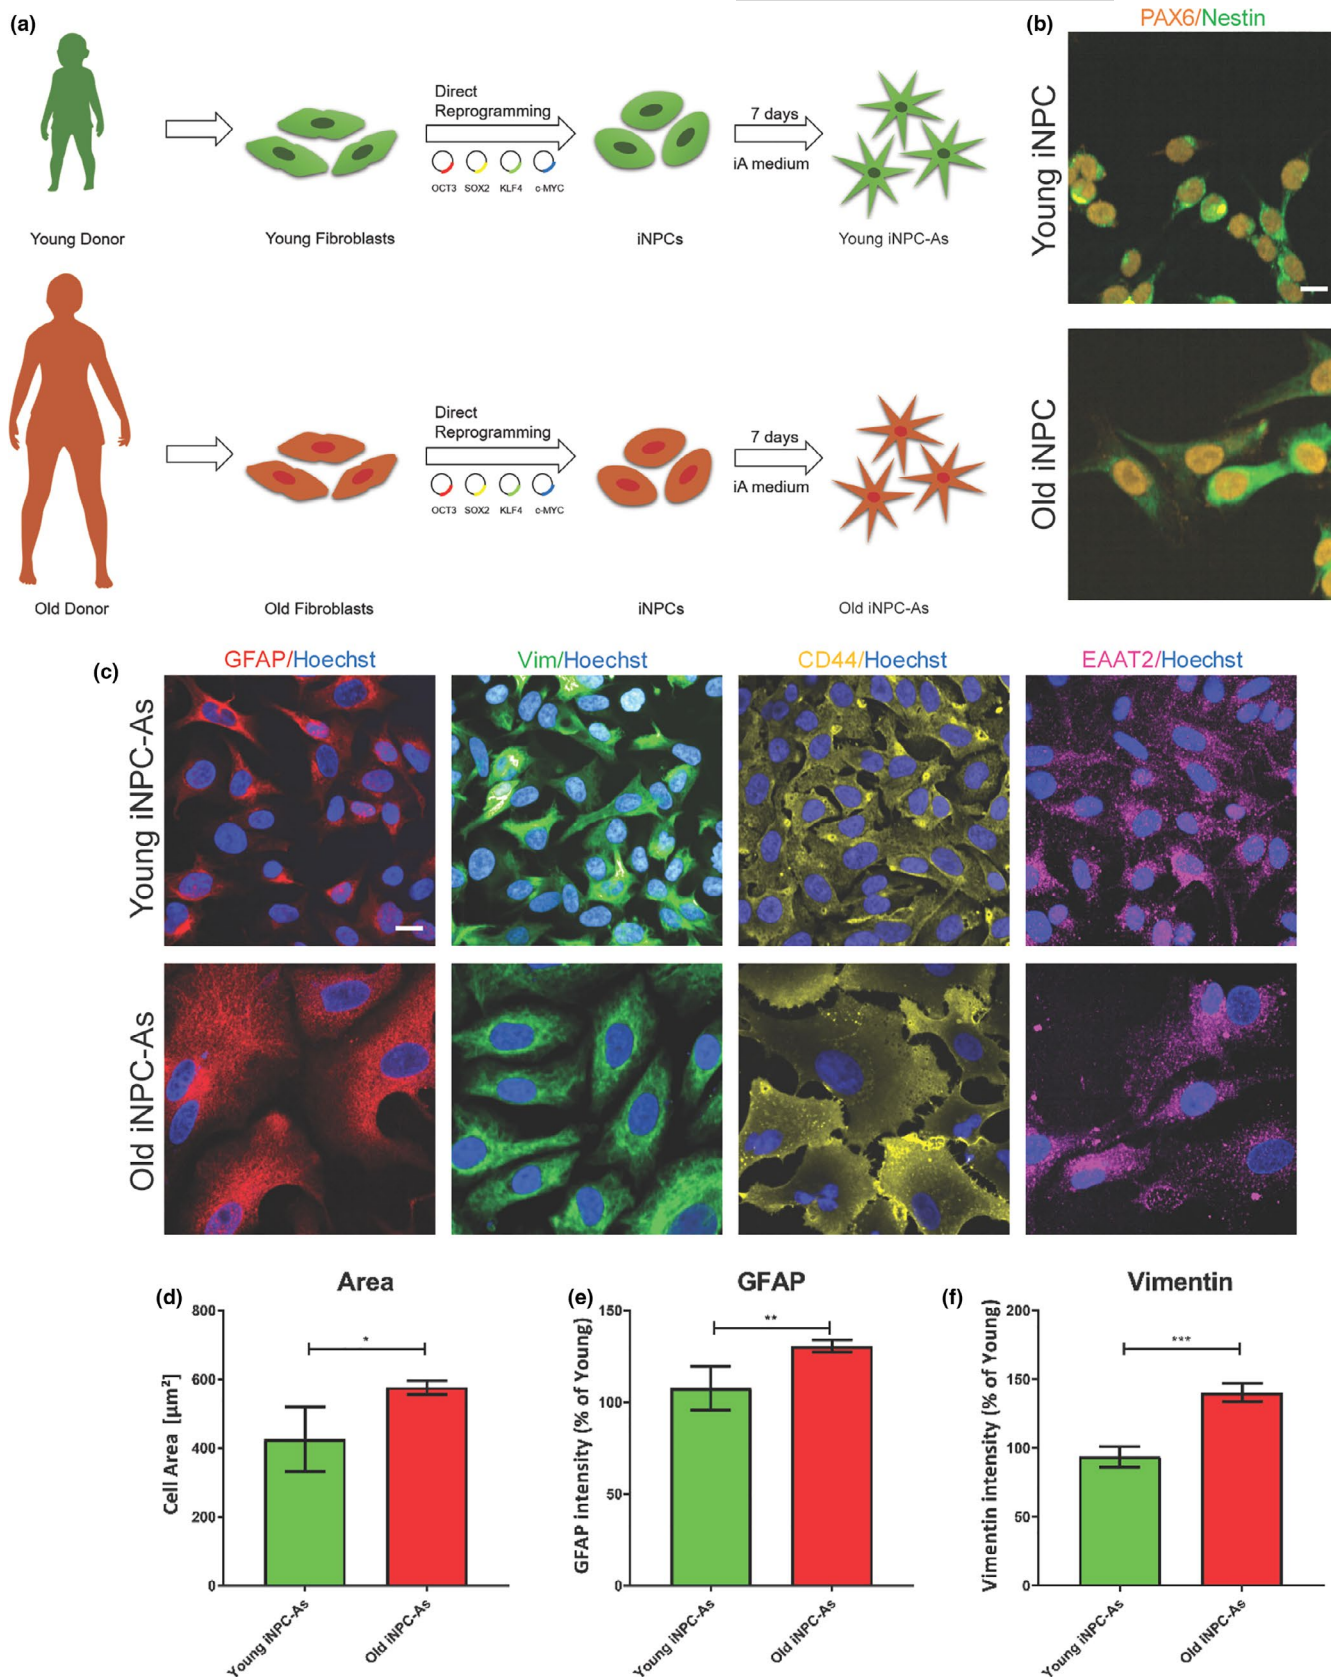 (a)
Young Donor
Young Fibroblasts
Direct
Reprogramming
OCT3 SOX2 KLF4 c-MYC
iNPCs
7 days
iA medium
Young iNPC-As
Old Donor
Old Fibroblasts
Direct
Reprogramming
OCT3 SOX2 KLF4 c-MYC
iNPCs
7 days
iA medium
Old iNPC-As
(b)
PAX6/Nestin
Young iNPC
Old iNPC
(c)
GFAP/Hoechst
Vim/Hoechst
CD44/Hoechst
EAAT2/Hoechst
Young iNPC-As
Old iNPC-As
(d)
Area
Cell Area [µm²]
800
600
400
200
0
*
Young iNPC-As
Old iNPC-As
(e)
GFAP
GFAP intensity (% of Young)
150
100
50
0
**
Young iNPC-As
Old iNPC-As
(f)
Vimentin
Vimentin intensity (% of Young)
200
150
100
50
0
***
Young iNPC-As
Old iNPC-As